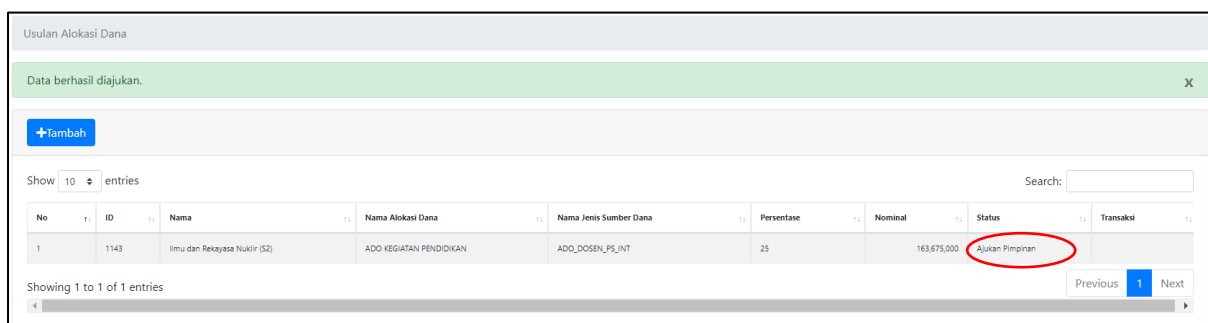 Usulan Alokasi Dana
Data berhasil diajukan. x
+Tambah
Show 10 entries Search:
No ID Nama Nama Alokasi Dana Nama Jenis Sumber Dana Persentase Nominal Status Transaksi
1 1143 Ilmu dan Rekayasa Nuklir (S2) ADO KEGIATAN PENDIDIKAN ADO_DOSEN_PS_INT 25 163,675,000 Ajukan Pimpinan
Showing 1 to 1 of 1 entries Previous 1 Next